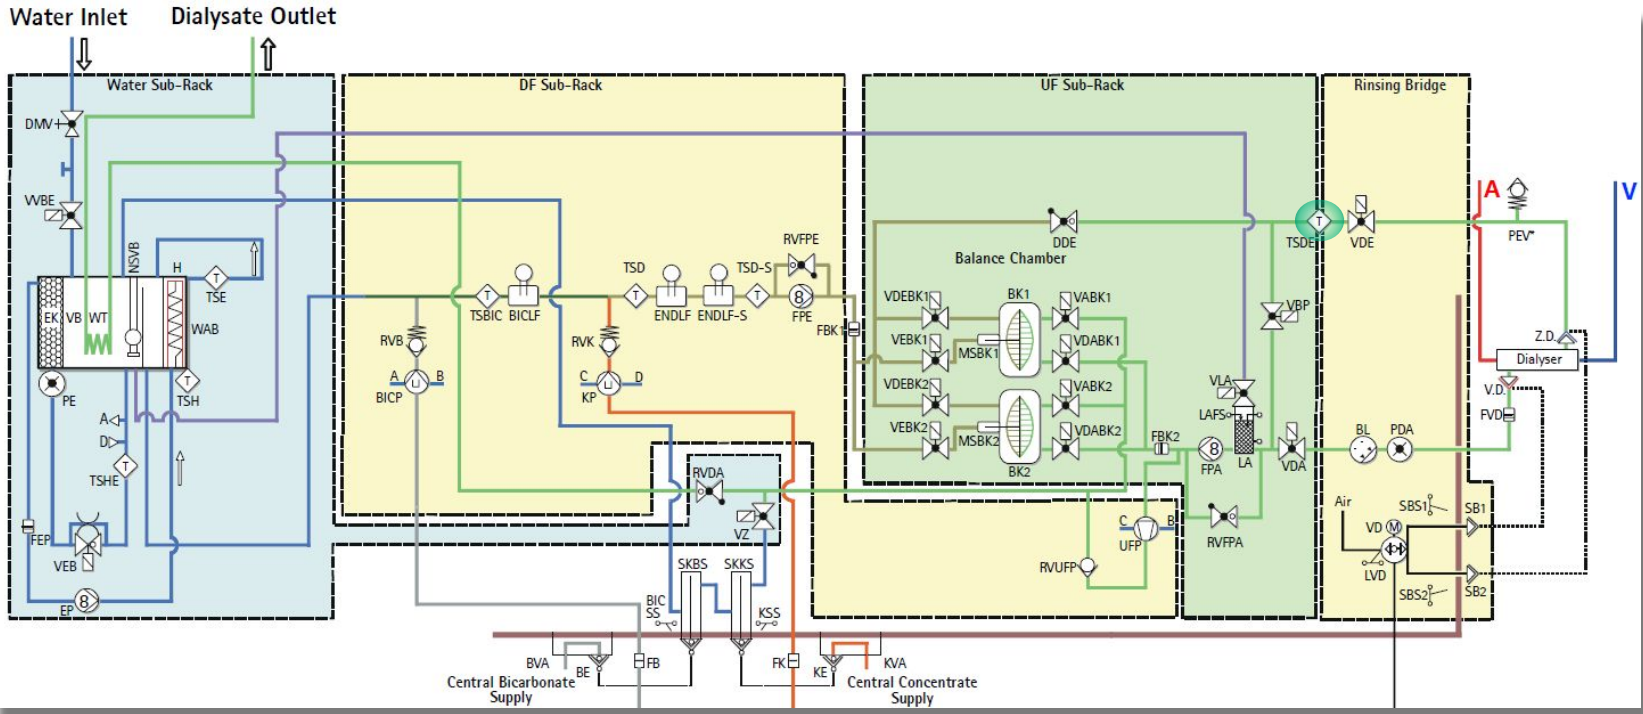 Water Inlet
Dialysate Outlet
Water Sub-Rack
DF Sub-Rack
UF Sub-Rack
Rinsing Bridge
DMV
VVBE
NSVB
H
T
TSE
EK
VB
WT
WAB
PE
T
TSH
A
D
T
TSHE
FEP
VEB
EP
8
T
TSBIC
BICLF
RVB
A
B
U
BICP
RVK
C
D
U
KP
TSD
T
ENDLF
ENDLF-S
TSD-S
T
RVFPE
8
FPE
FBK1
DDE
Balance Chamber
VDEBK1
BK1
VABK1
VEBK1
MSBK1
VDABK1
VDEBK2
VABK2
VEBK2
MSBK2
VDABK2
BK2
FBK2
8
FPA
VLA
LAFS
LA
VBP
VDA
RVFPA
T
TSDE
VDE
A
V
PEV*
Z.D.
Dialyser
V.D.
FVD
BL
PDA
Air
SBS1
SB1
VD
M
LVD
SBS2
SB2
RVDA
VZ
C
B
UFP
RVUFP
SKBS
SKKS
BIC
SS
KSS
BVA
BE
FB
FK
KE
KVA
Central Bicarbonate
Supply
Central Concentrate
Supply